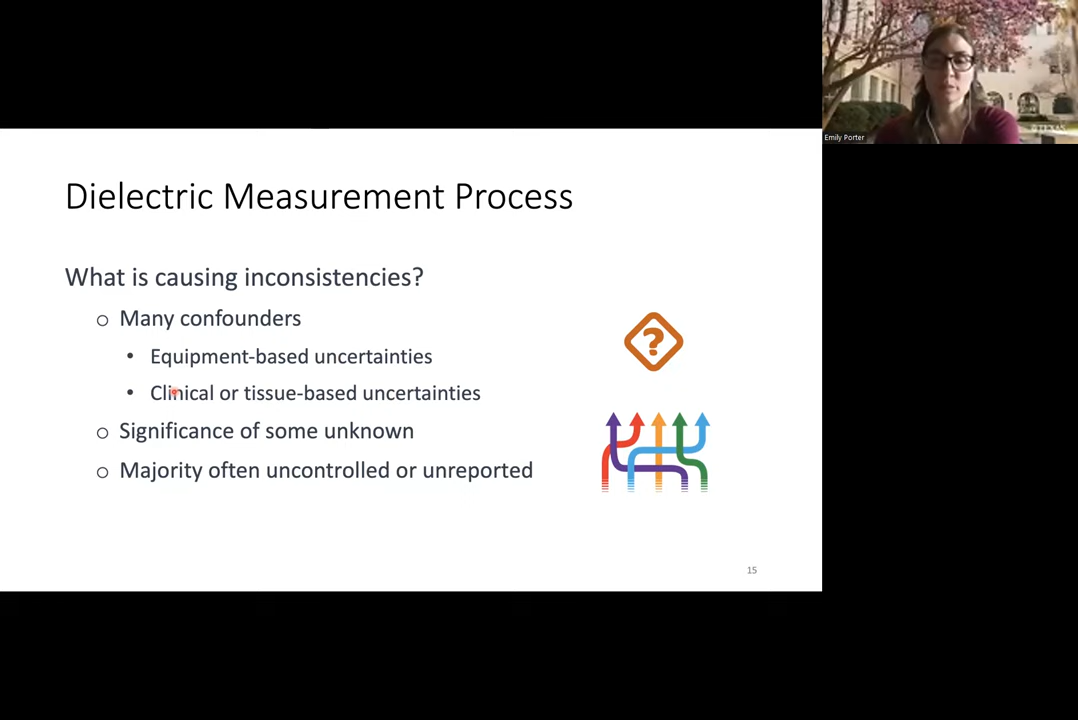 Emily Porter
Dielectric Measurement Process
What is causing inconsistencies?
Many confounders
?
Equipment-based uncertainties
Clinical or tissue-based uncertainties
Significance of some unknown
Majority often uncontrolled or unreported
15